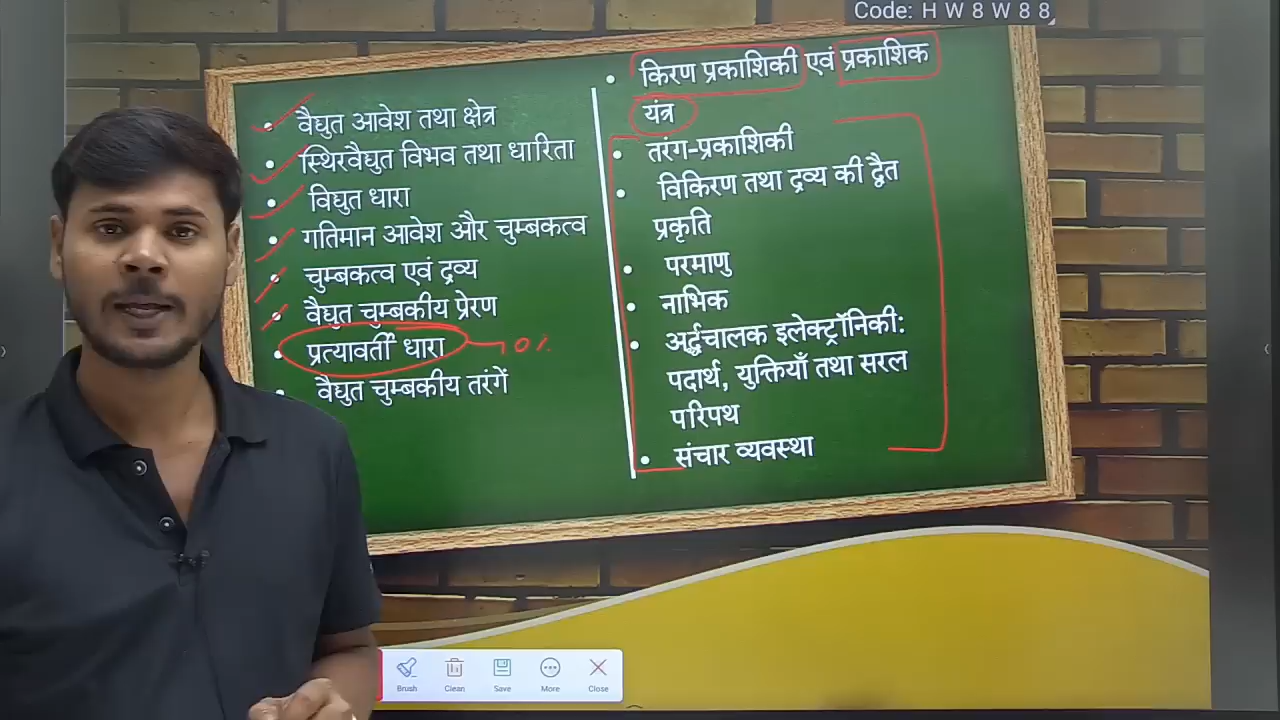 Code: H W 8 W 8 8
वैद्युत आवेश तथा क्षेत्र
स्थिरवैद्युत विभव तथा धारिता
विद्युत धारा
गतिमान आवेश और चुम्बकत्व
चुम्बकत्व एवं द्रव्य
वैद्युत चुम्बकीय प्रेरण
प्रत्यावर्ती धारा
10%
वैद्युत चुम्बकीय तरंगें
किरण प्रकाशिकी एवं प्रकाशिक
यंत्र
तरंग-प्रकाशिकी
विकिरण तथा द्रव्य की द्वैत
प्रकृति
परमाणु
नाभिक
अर्द्धचालक इलेक्ट्रॉनिकी:
पदार्थ, युक्तियाँ तथा सरल
परिपथ
संचार व्यवस्था
Brush Clean Save More Close